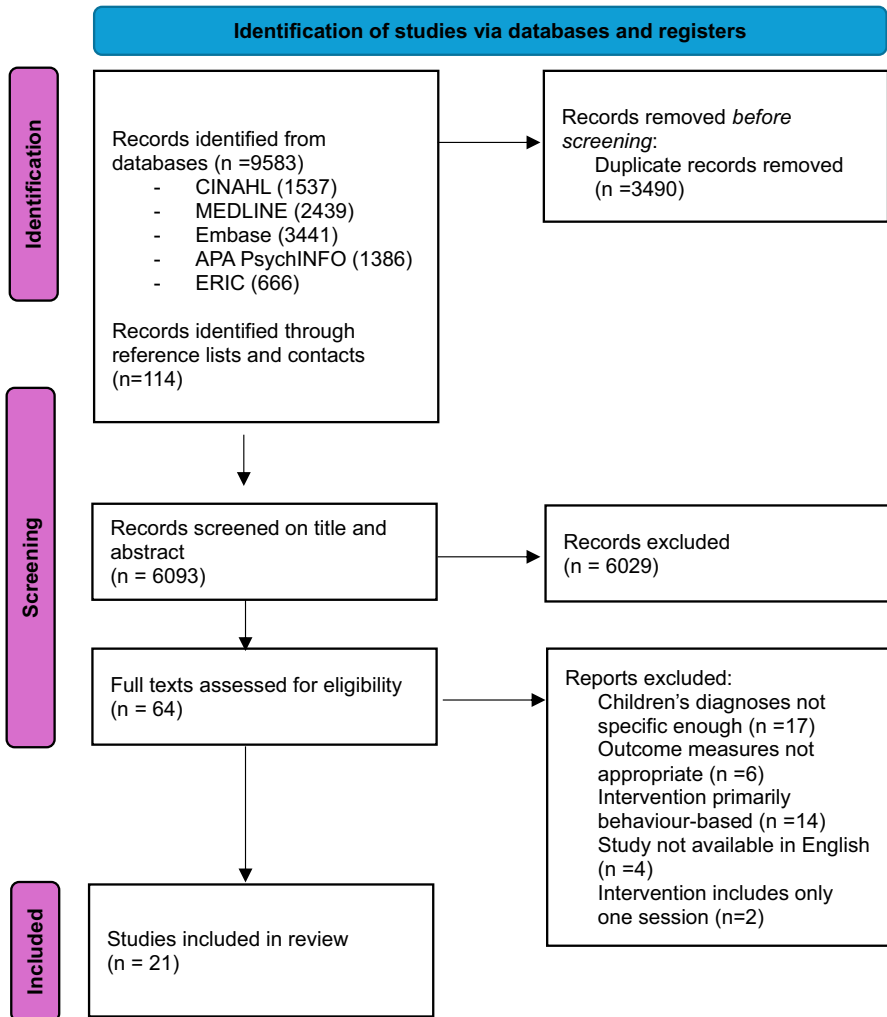 Identification of studies via databases and registers
Identification
Records identified from
databases (n =9583)
- CINAHL (1537)
- MEDLINE (2439)
- Embase (3441)
- APA PsychINFO (1386)
- ERIC (666)
Records identified through
reference lists and contacts
(n=114)
Records removed before
screening:
Duplicate records removed
(n =3490)
Screening
Records screened on title and
abstract
(n = 6093)
Records excluded
(n = 6029)
Full texts assessed for eligibility
(n = 64)
Reports excluded:
Children’s diagnoses not
specific enough (n =17)
Outcome measures not
appropriate (n =6)
Intervention primarily
behaviour-based (n =14)
Study not available in English
(n =4)
Intervention includes only
one session (n=2)
Included
Studies included in review
(n = 21)